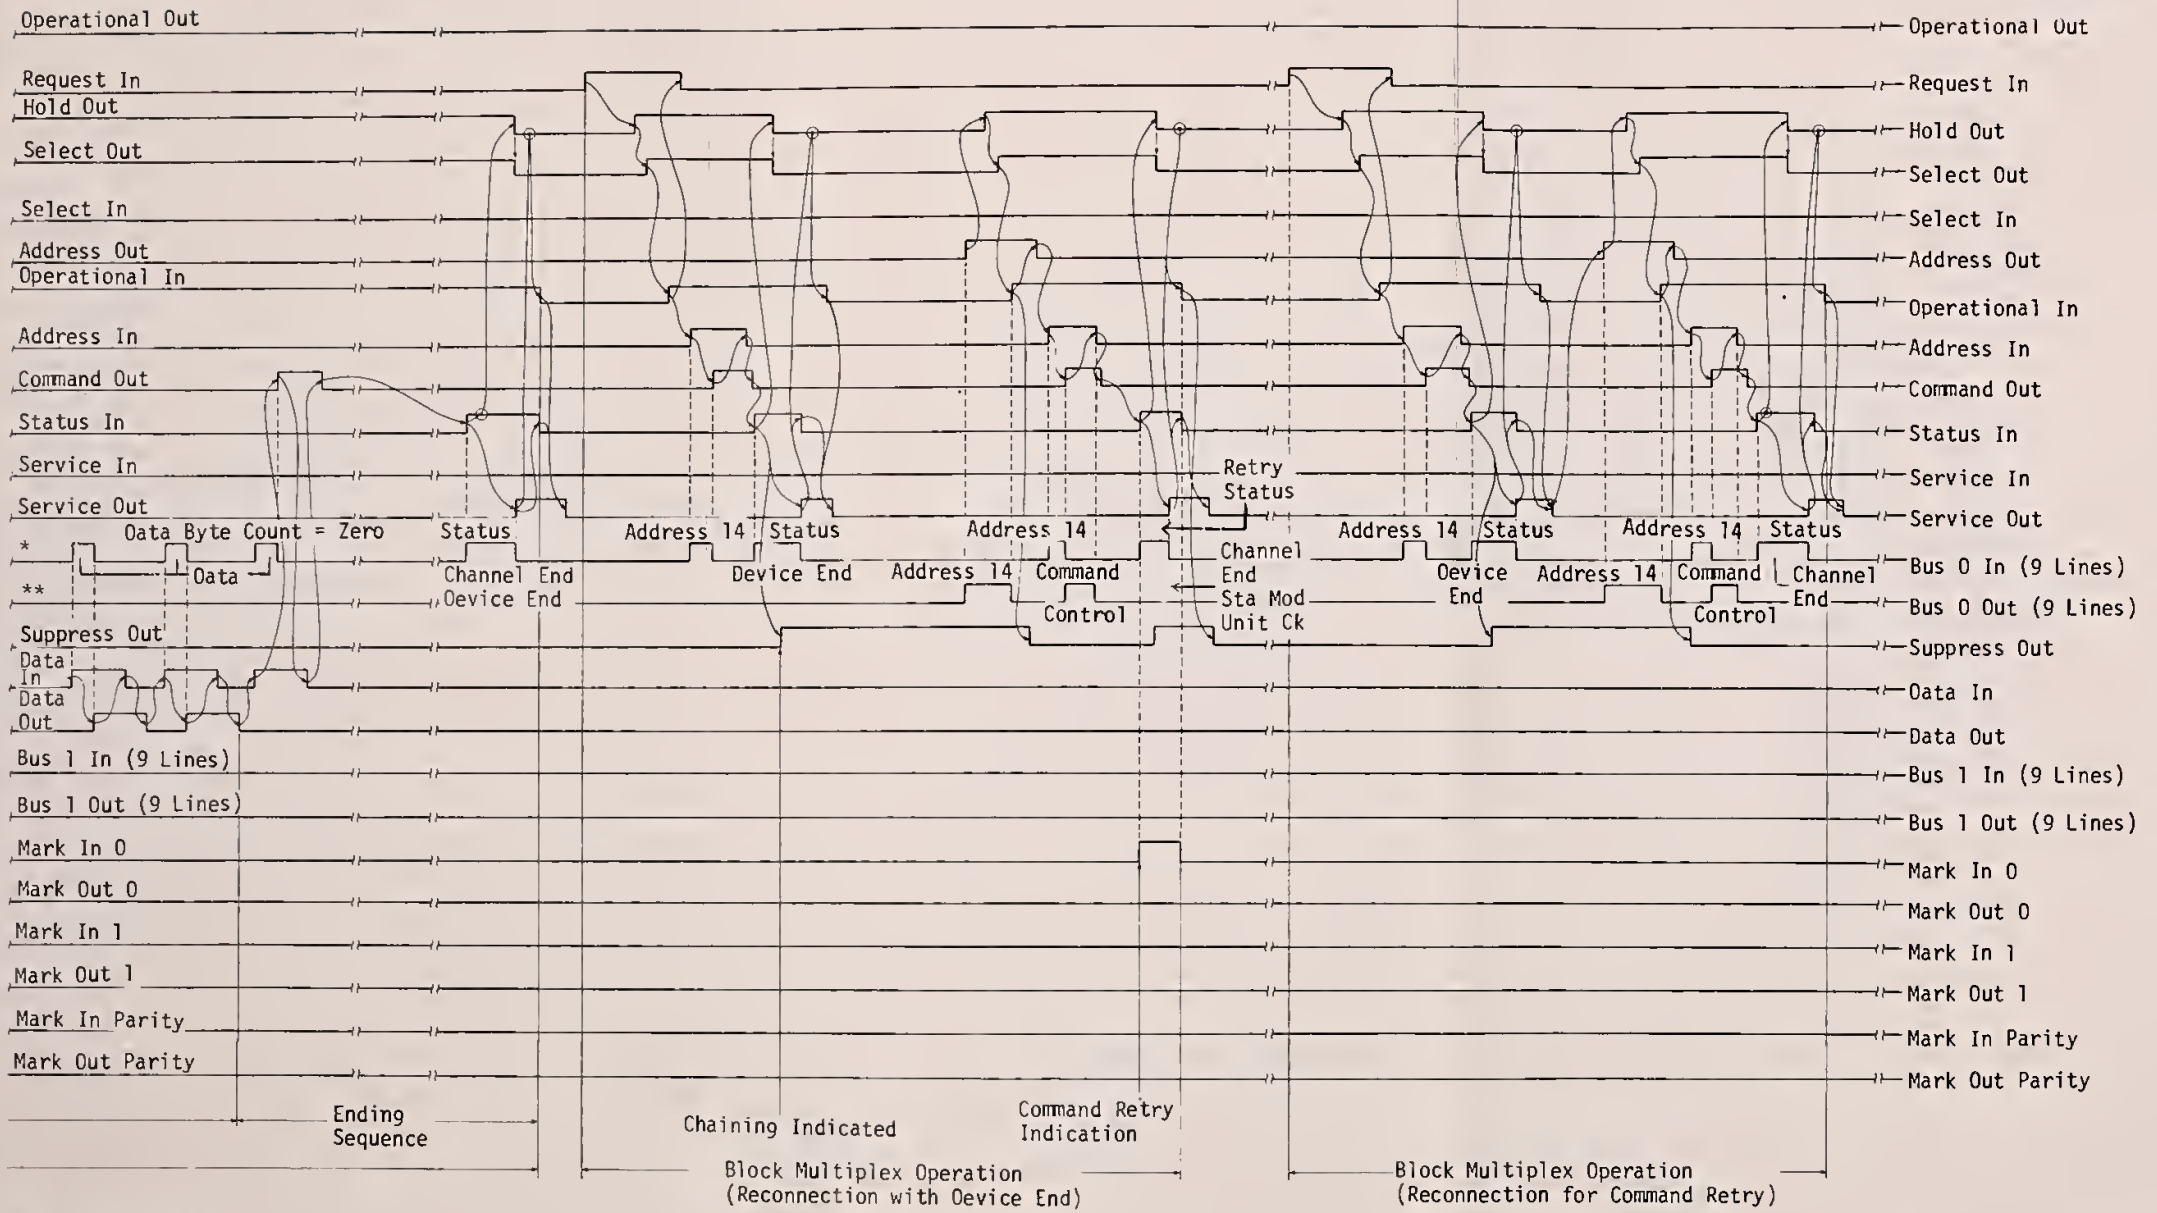 Operational Out
Operational Out
Request In
Request In
Hold Out
Hold Out
Select Out
Select Out
Select In
Select In
Address Out
Address Out
Operational In
Operational In
Address In
Address In
Command Out
Command Out
Status In
Status In
Service In
Service In
Retry
Status
Service Out
Service Out
Oata Byte Count = Zero
Status
Address 14
Status
Address 14
Address 14
Status
Address 14
Status
*
Data
Channel End
Oevice End
Device End
Address 14
Command
Channel
End
Sta Mod
Unit Ck
Oevice
End
Address 14
Command
Channel
End
Bus 0 In (9 Lines)
**
Control
Control
Bus 0 Out (9 Lines)
Suppress Out
Suppress Out
Data
In
Oata In
Data
Out
Data Out
Bus 1 In (9 Lines)
Bus 1 In (9 Lines)
Bus 1 Out (9 Lines)
Bus 1 Out (9 Lines)
Mark In 0
Mark In 0
Mark Out 0
Mark Out 0
Mark In 1
Mark In 1
Mark Out 1
Mark Out 1
Mark In Parity
Mark In Parity
Mark Out Parity
Mark Out Parity
Ending
Sequence
Chaining Indicated
Command Retry
Indication
Block Multiplex Operation
(Reconnection with Oevice End)
Block Multiplex Operation
(Reconnection for Command Retry)